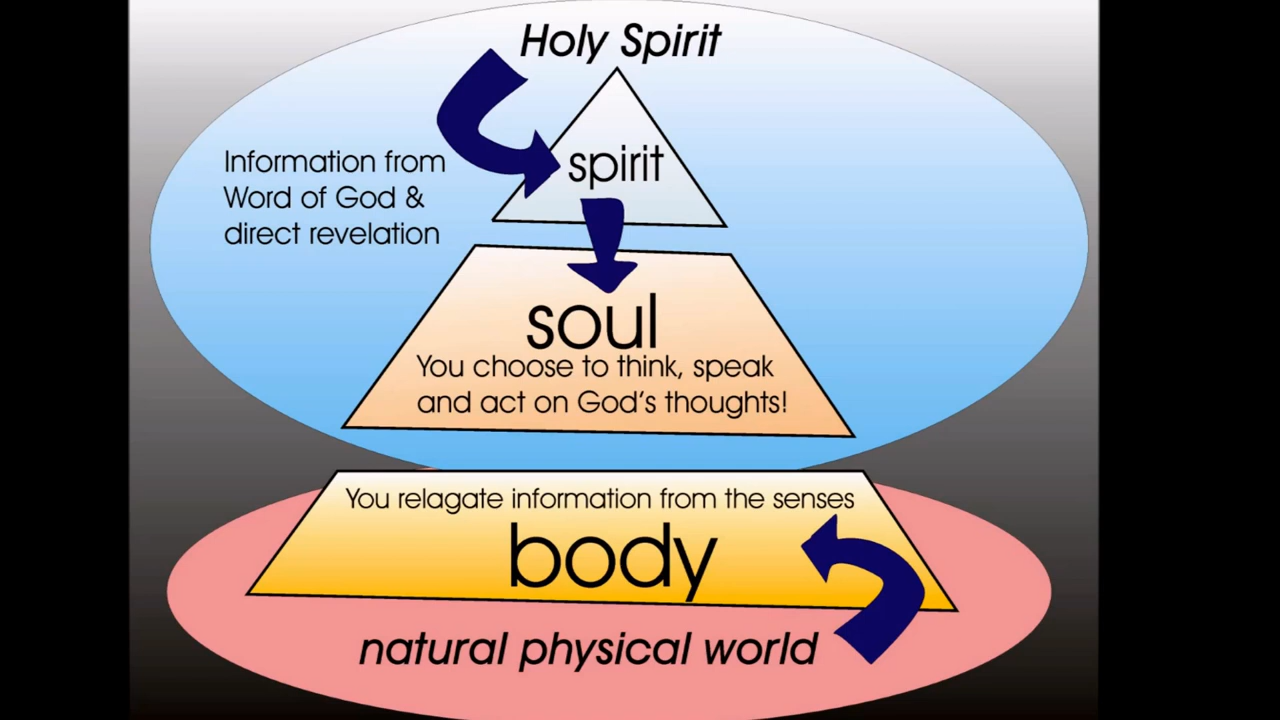 Holy Spirit
Information from
Word of God &
direct revelation
spirit
soul
You choose to think, speak
and act on God's thoughts!
You relagate information from the senses
body
natural physical world